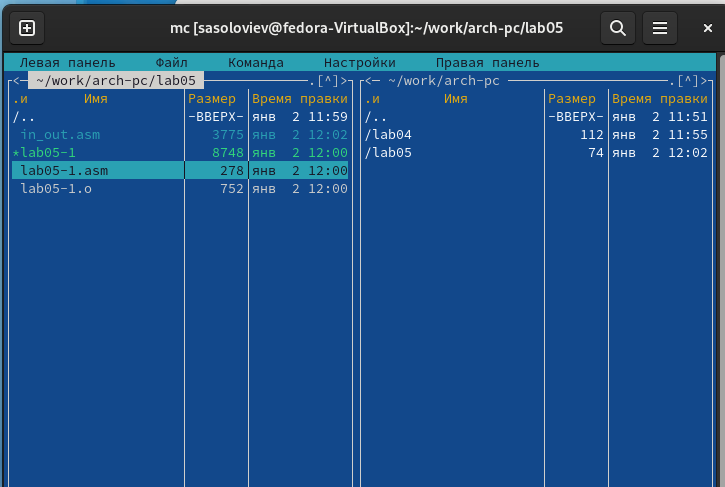 mc [sasoloviev@fedora-VirtualBox]:~/work/arch-pc/lab05
Левая панель Файл Команда Настройки Правая панель
<─ ~/work/arch-pc/lab05 ─.[^]>
.и Имя Размер Время правки
/.. -ВВЕРХ- янв 2 11:59
in_out.asm 3775 янв 2 12:02
*lab05-1 8748 янв 2 12:00
lab05-1.asm 278 янв 2 12:00
lab05-1.o 752 янв 2 12:00
<─ ~/work/arch-pc ─.[^]>
.и Имя Размер Время правки
/.. -ВВЕРХ- янв 2 11:51
/lab04 112 янв 2 11:55
/lab05 74 янв 2 12:02